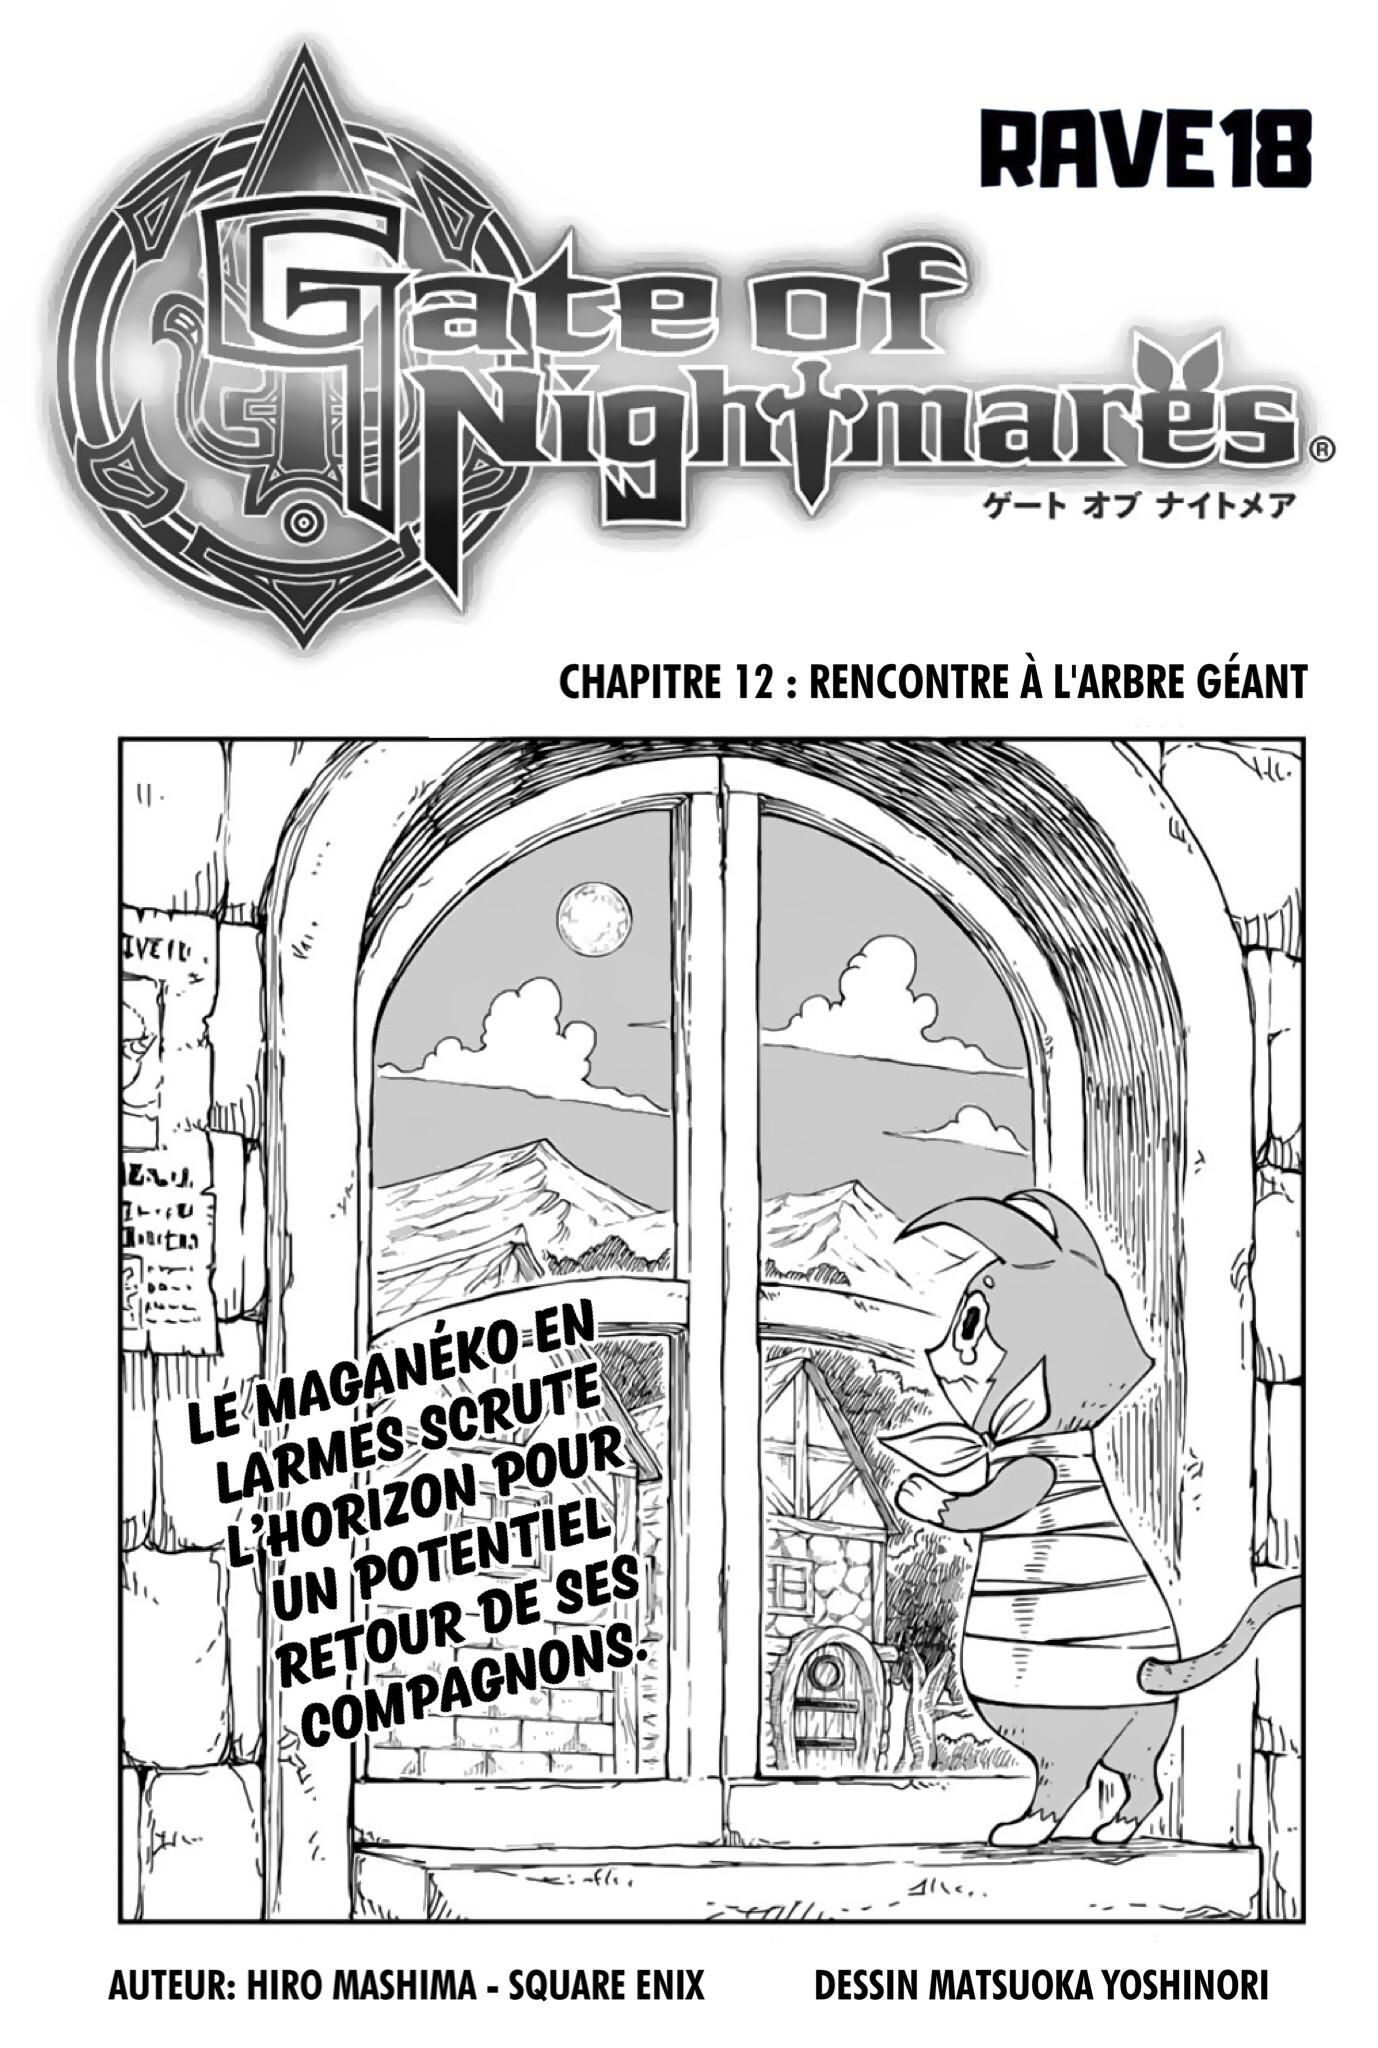 RAVE18
Gate of
Nightmares®
ゲート オブ ナイトメア
CHAPITRE 12 : RENCONTRE À L'ARBRE GÉANT
LE MAGANÉKO EN
LARMES SCRUTE
L'HORIZON POUR
UN POTENTIEL
RETOUR DE SES
COMPAGNONS.
AUTEUR: HIRO MASHIMA - SQUARE ENIX
DESSIN MATSUOKA YOSHINORI